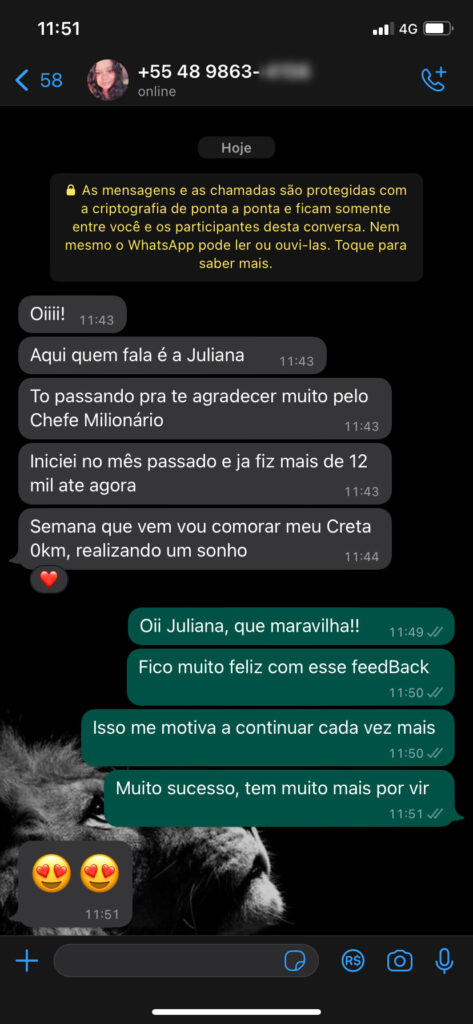 11:51
4G
58
+55 48 9863-
online
Hoje
As mensagens e as chamadas são protegidas com
a criptografia de ponta a ponta e ficam somente
entre você e os participantes desta conversa. Nem
mesmo o WhatsApp pode ler ou ouvi-las. Toque para
saber mais.
Oiiii! 11:43
Aqui quem fala é a Juliana 11:43
To passando pra te agradecer muito pelo
Chefe Milionário
11:43
Iniciei no mês passado e ja fiz mais de 12
mil ate agora
11:43
Semana que vem vou comorar meu Creta
0km, realizando um sonho
11:44
Oii Juliana, que maravilha!! 11:49
Fico muito feliz com esse feedBack
11:50
Isso me motiva a continuar cada vez mais
11:50
Muito sucesso, tem muito mais por vir
11:51
11:51
R$